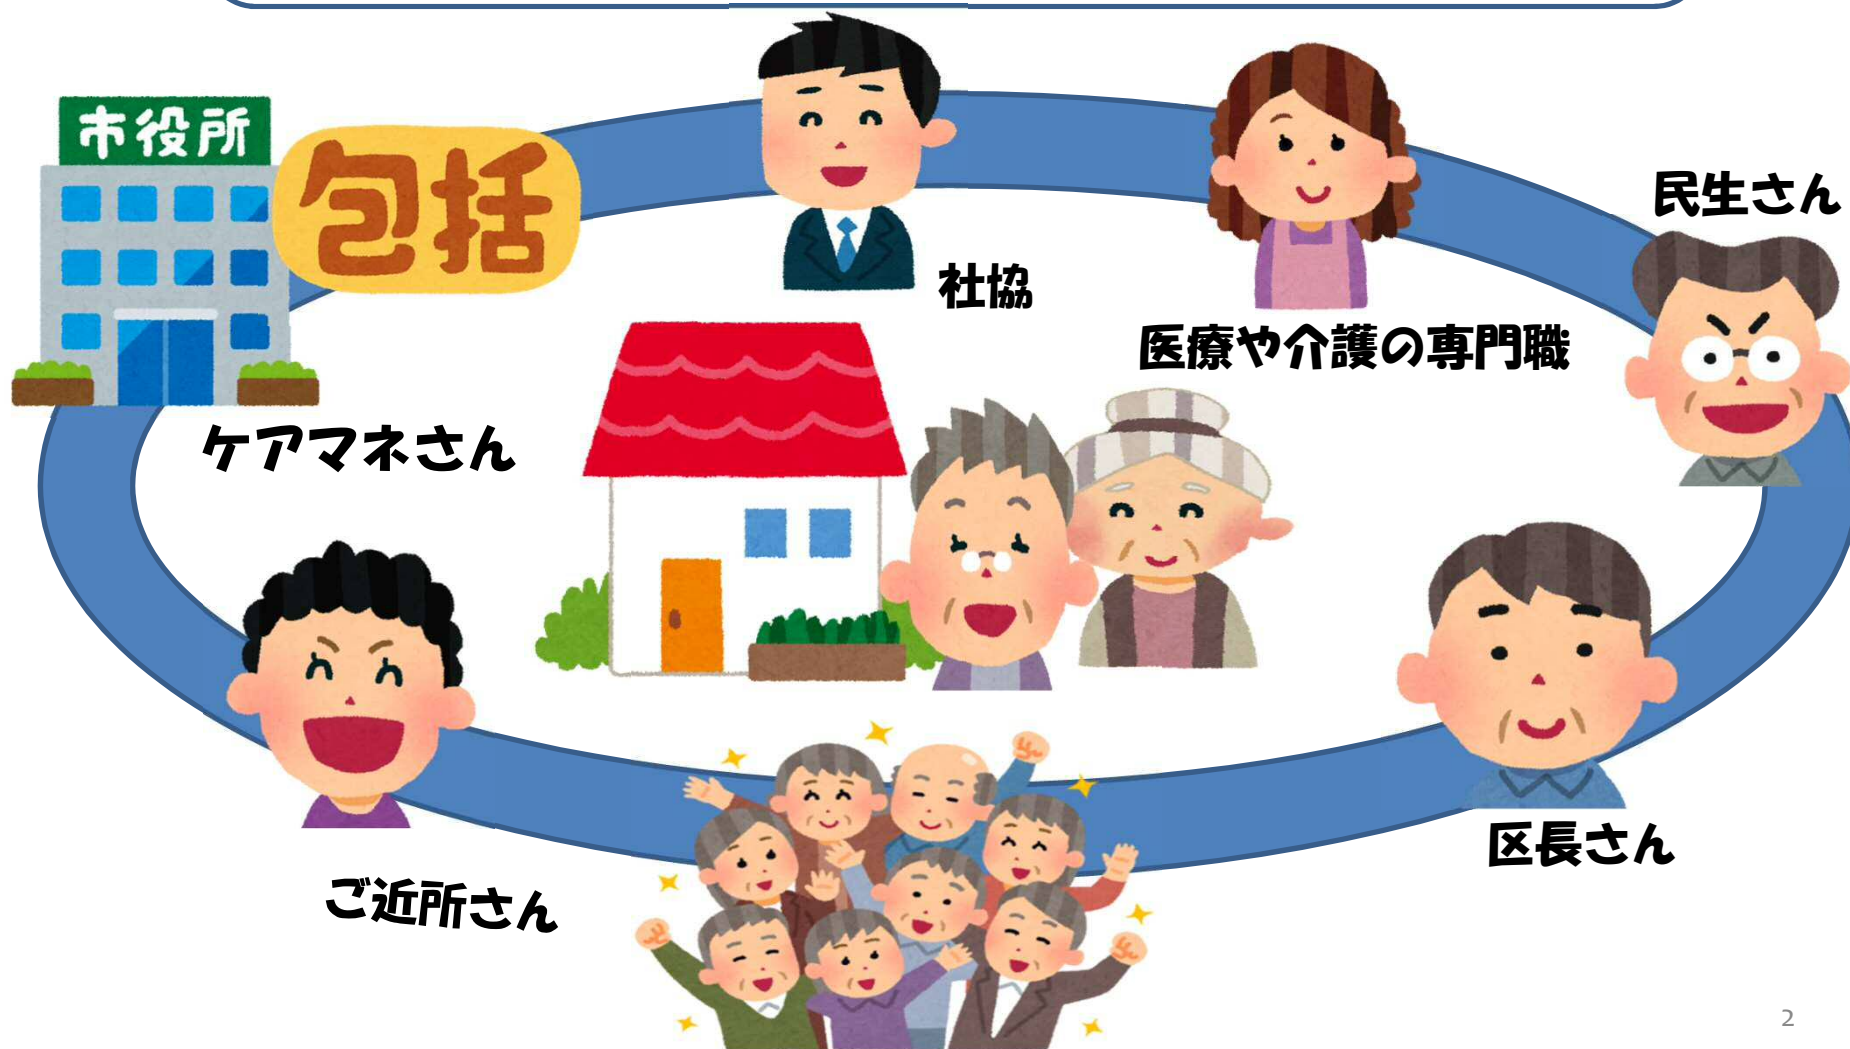 市役所
包括
社協
医療や介護の専門職
民生さん
ケアマネさん
区長さん
ご近所さん
2